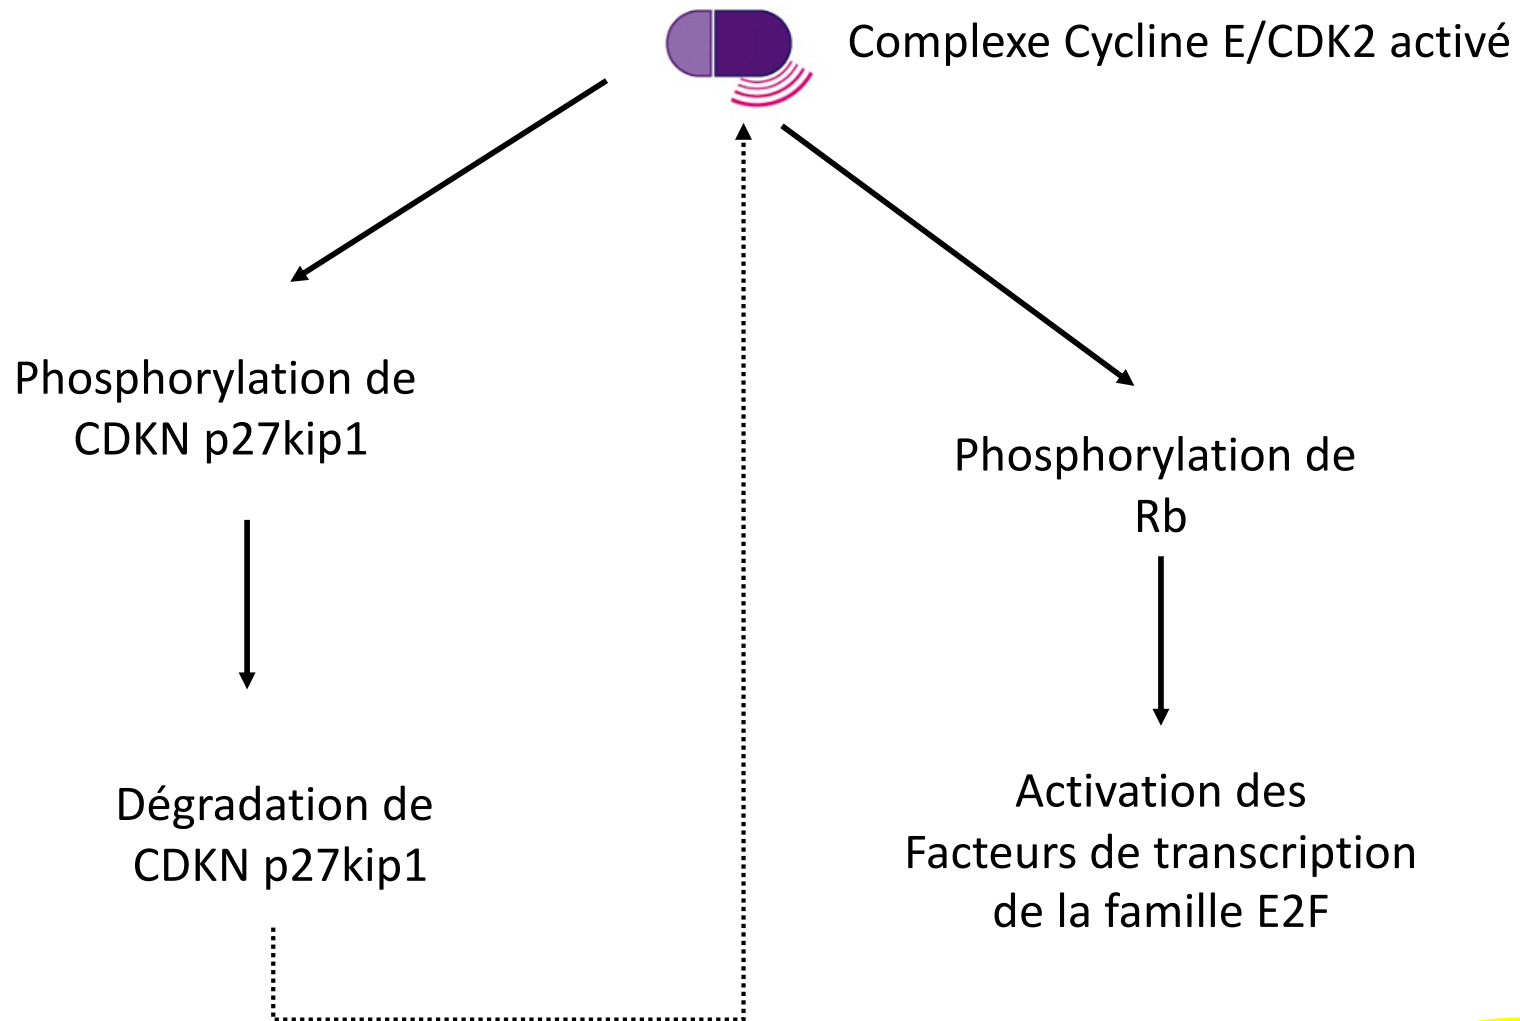 Complexe Cycline E/CDK2 activé
Phosphorylation de
CDKN p27kip1
Phosphorylation de
Rb
Dégradation de
CDKN p27kip1
Activation des
Facteurs de transcription
de la famille E2F